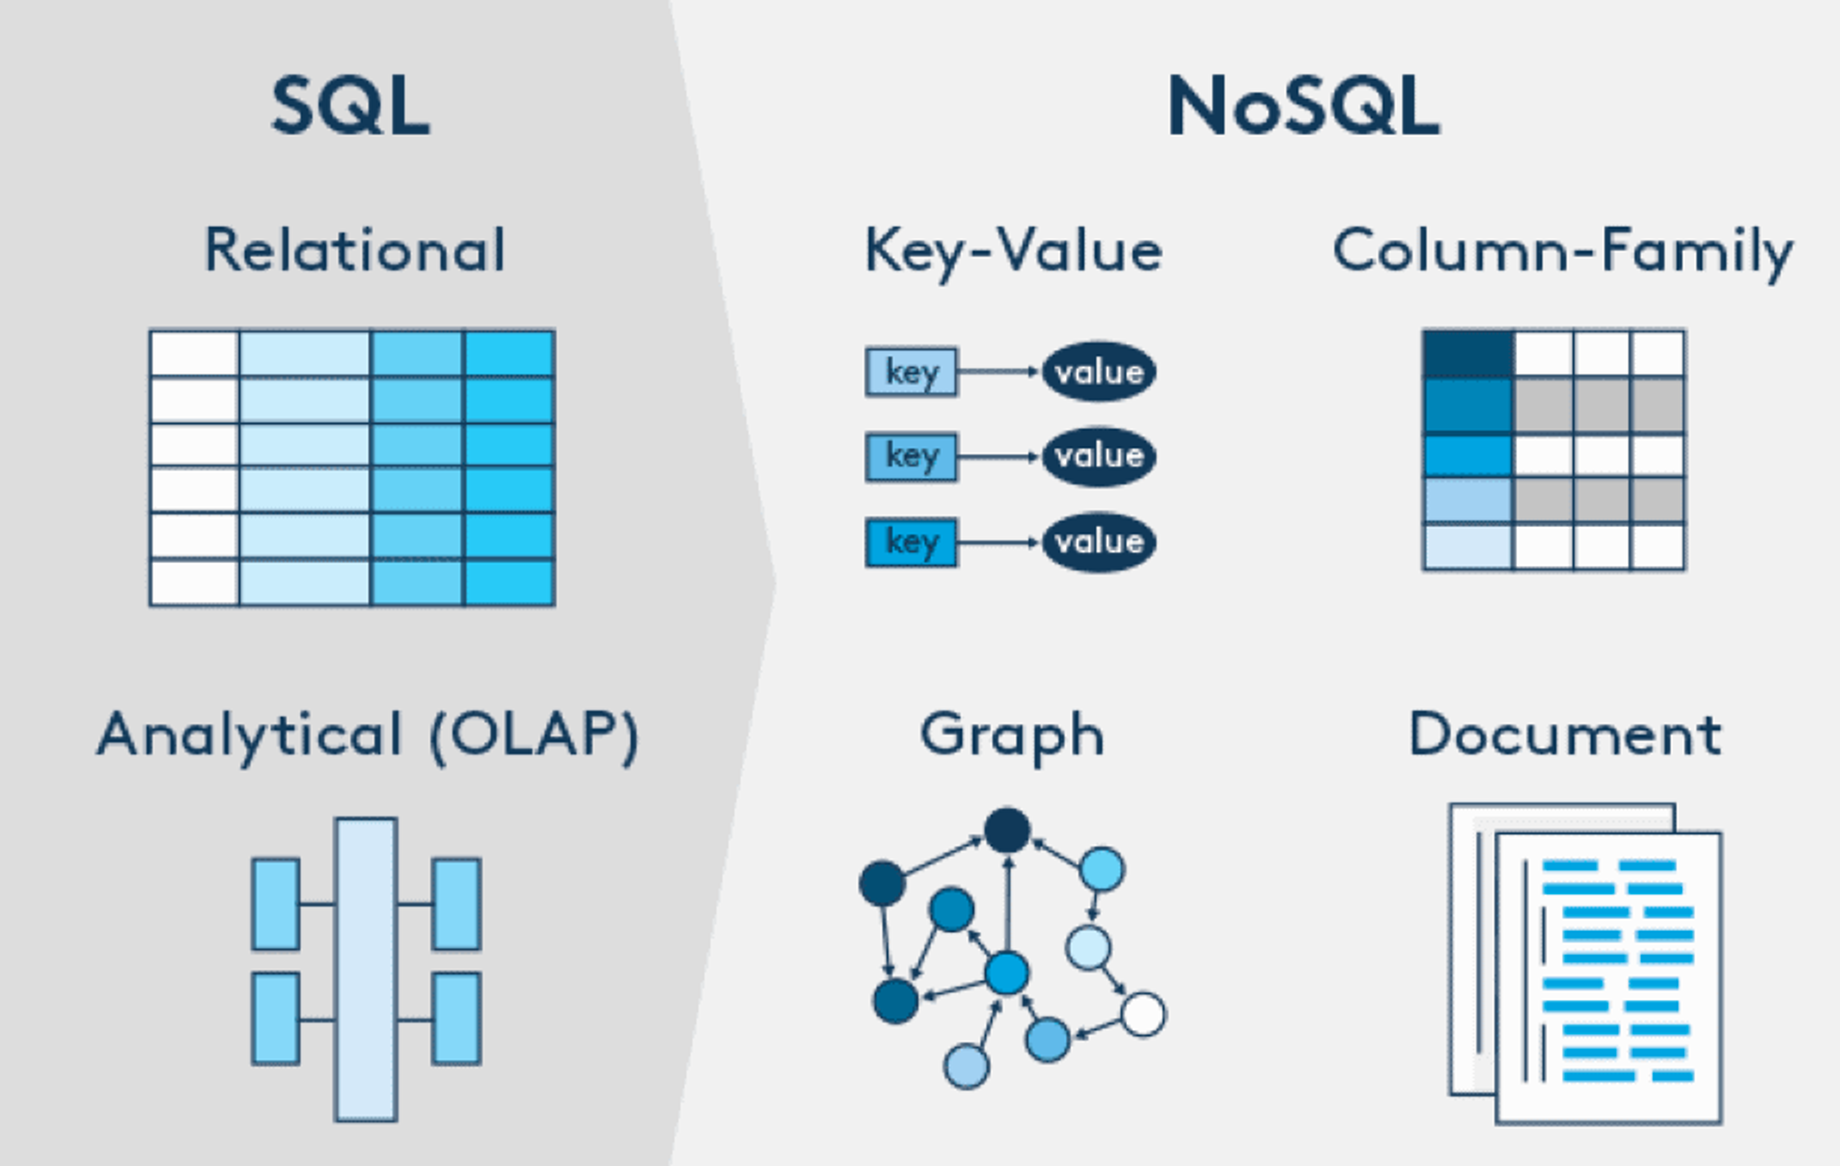 SQL
Relational
Analytical (OLAP)
NoSQL
Key-Value
key value
key value
key value
Column-Family
Graph
Document